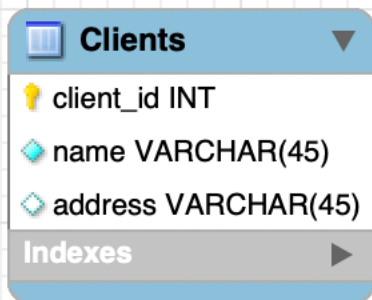 Clients
client_id INT
name VARCHAR(45)
address VARCHAR(45)
Indexes